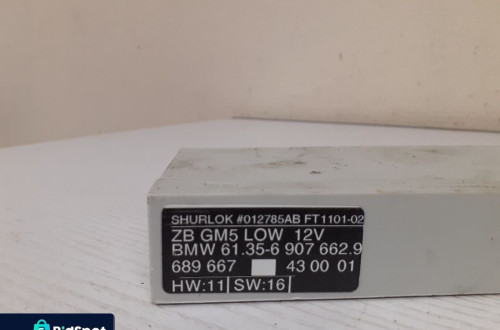 SHURLOK #012785AB FT1101-02
ZB GM5 LOW 12V
BMW 61.35-6 907 662.9
689 667 43 00 01
HW:11 SW:16
BidSpot